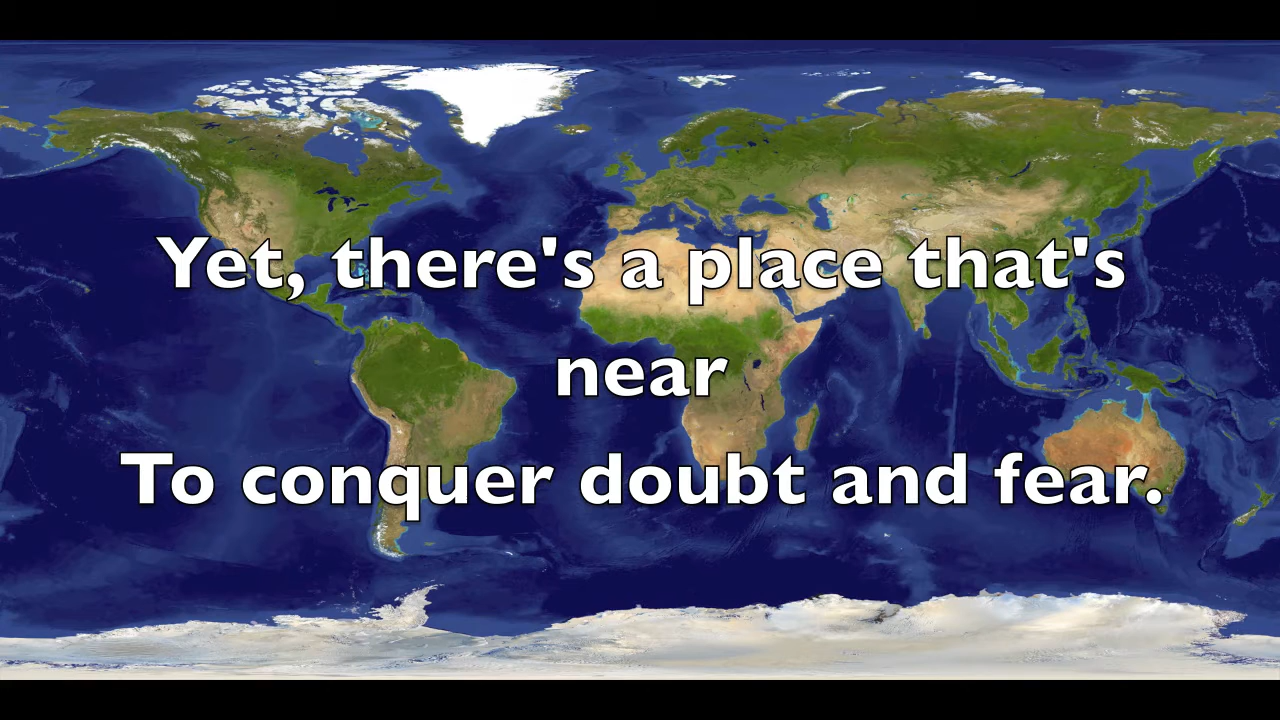 Yet, there's a place that's
near
To conquer doubt and fear.